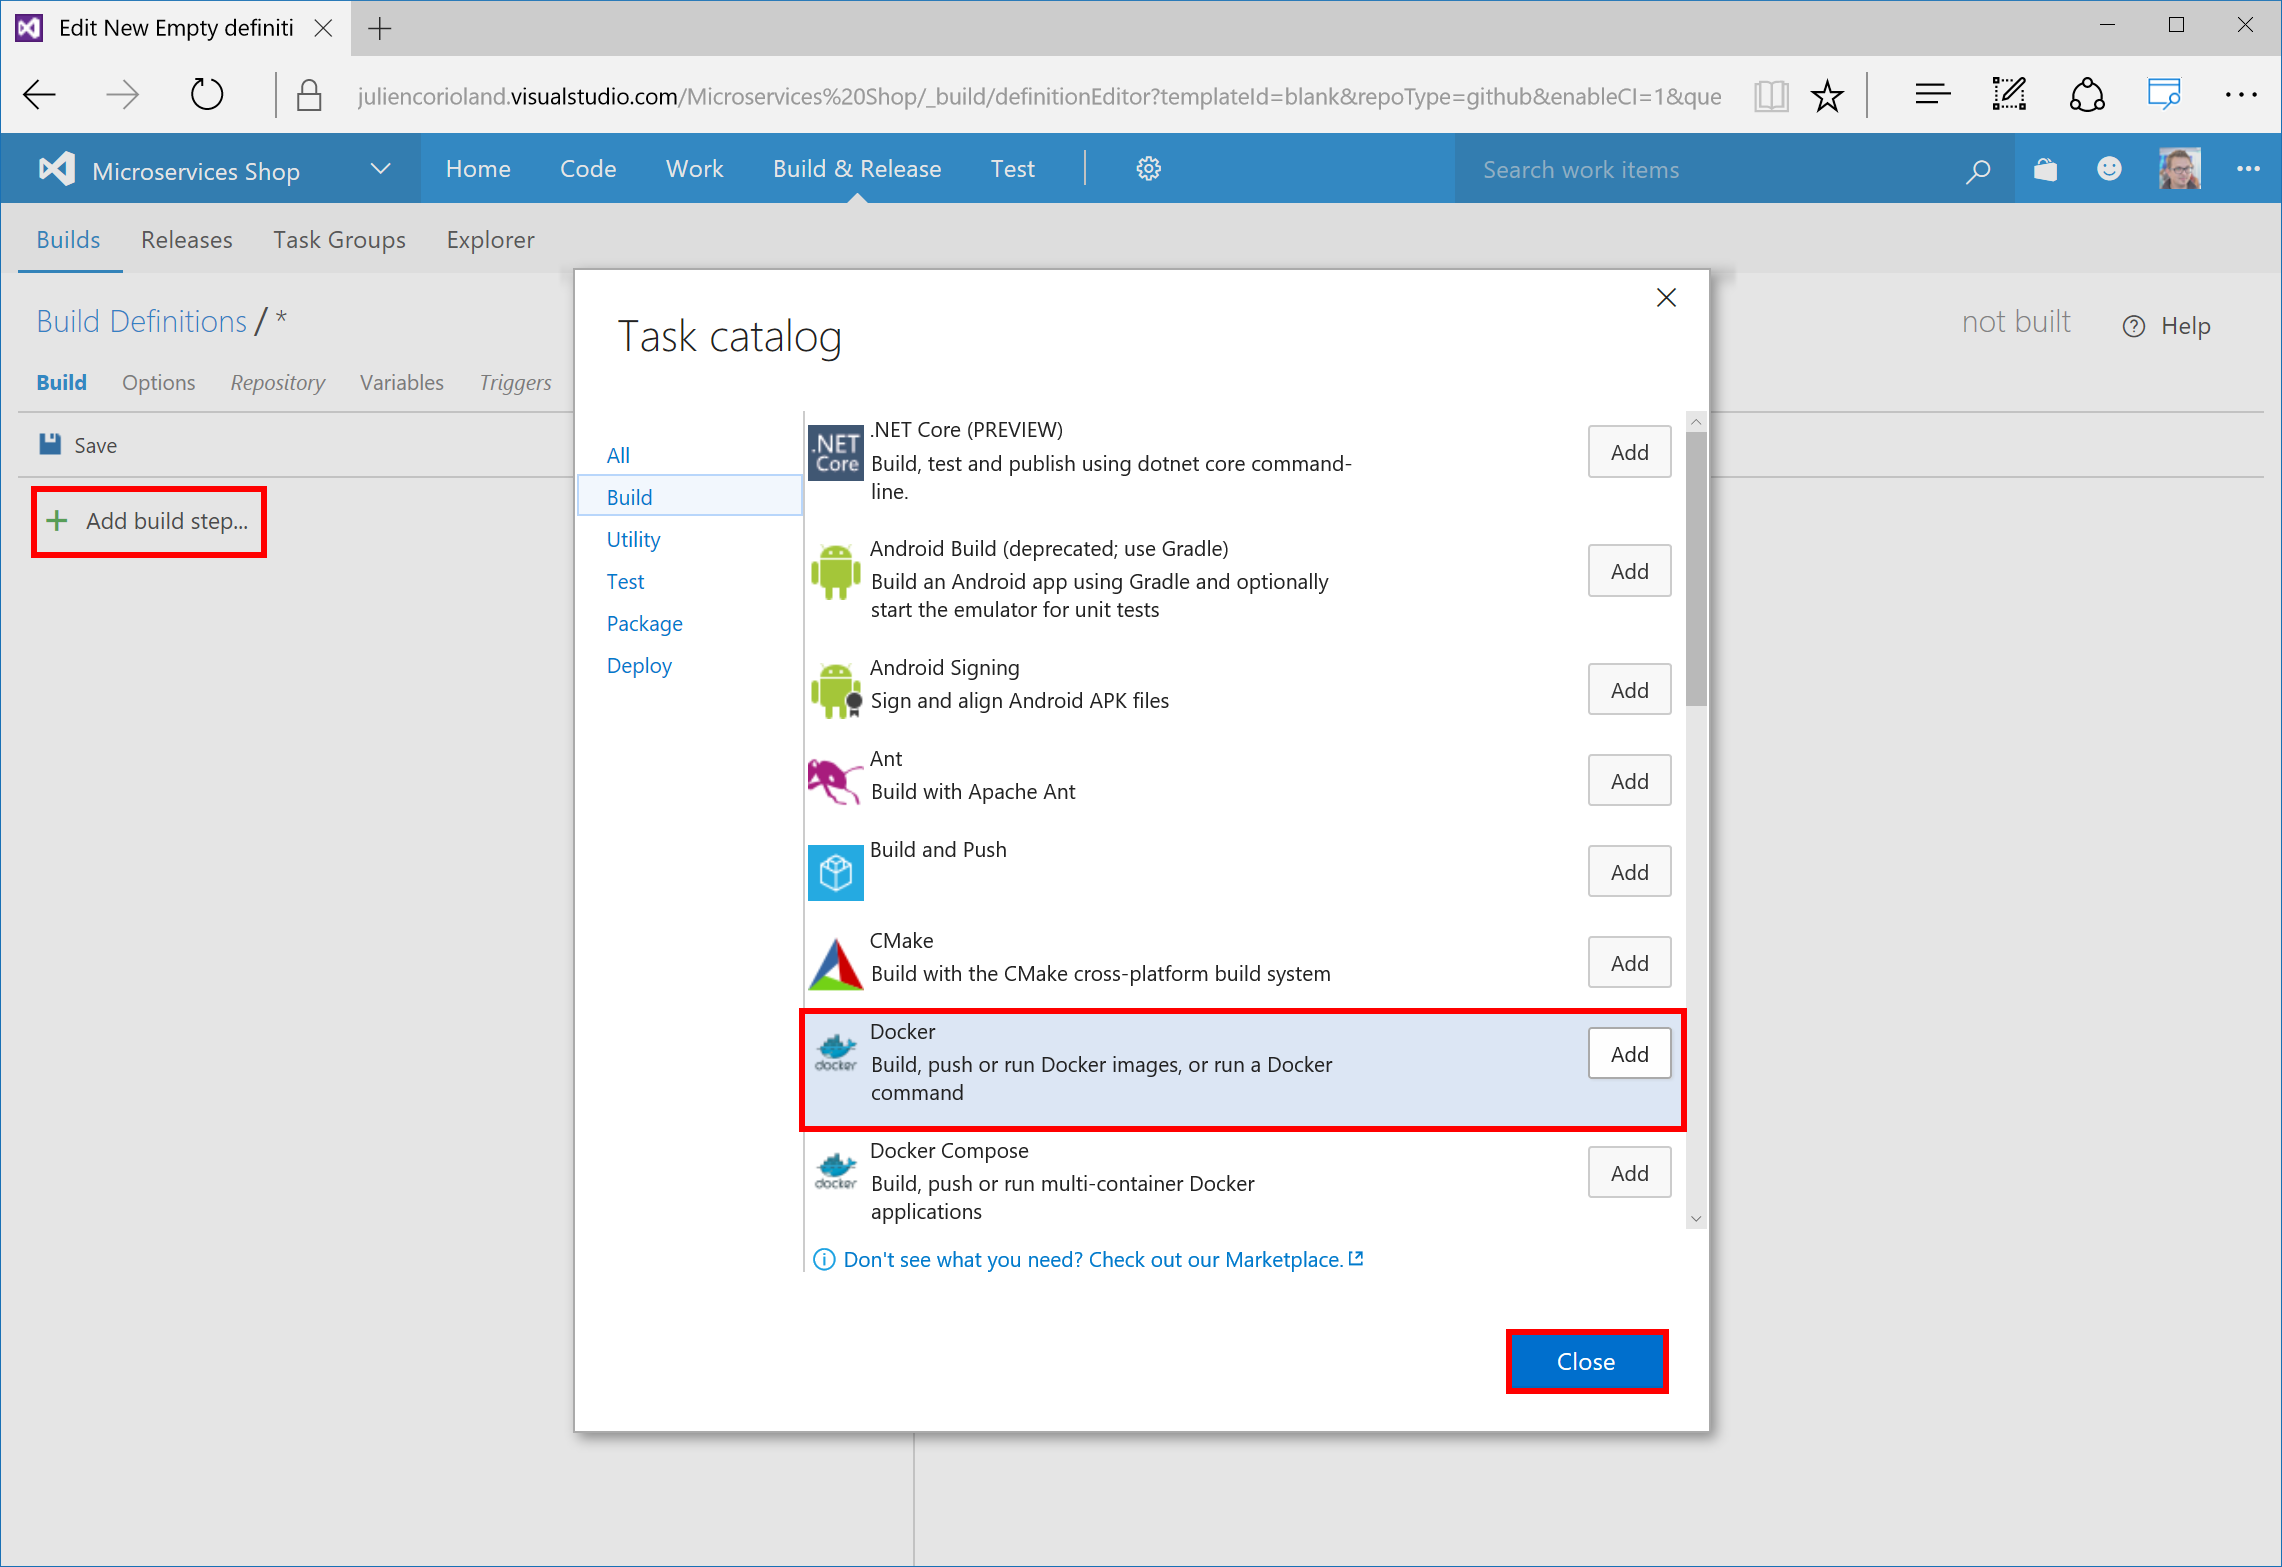 Edit New Empty definiti
juliencorioland.visualstudio.com/Microservices%20Shop/_build/definitionEditor?templateId=blank&repoType=github&enableCI=1&que
Microservices Shop
Home Code Work Build & Release Test
Search work items
Builds Releases Task Groups Explorer
Build Definitions / *
not built
Help
Build Options Repository Variables Triggers
Save
+ Add build step...
Task catalog
All
Build
Utility
Test
Package
Deploy
.NET Core
.NET Core (PREVIEW)
Build, test and publish using dotnet core command-
line.
Add
Android Build (deprecated; use Gradle)
Build an Android app using Gradle and optionally
start the emulator for unit tests
Add
Android Signing
Sign and align Android APK files
Add
Ant
Build with Apache Ant
Add
Build and Push
Add
CMake
Build with the CMake cross-platform build system
Add
docker
Docker
Build, push or run Docker images, or run a Docker
command
Add
docker
Docker Compose
Build, push or run multi-container Docker
applications
Add
Don't see what you need? Check out our Marketplace.
Close